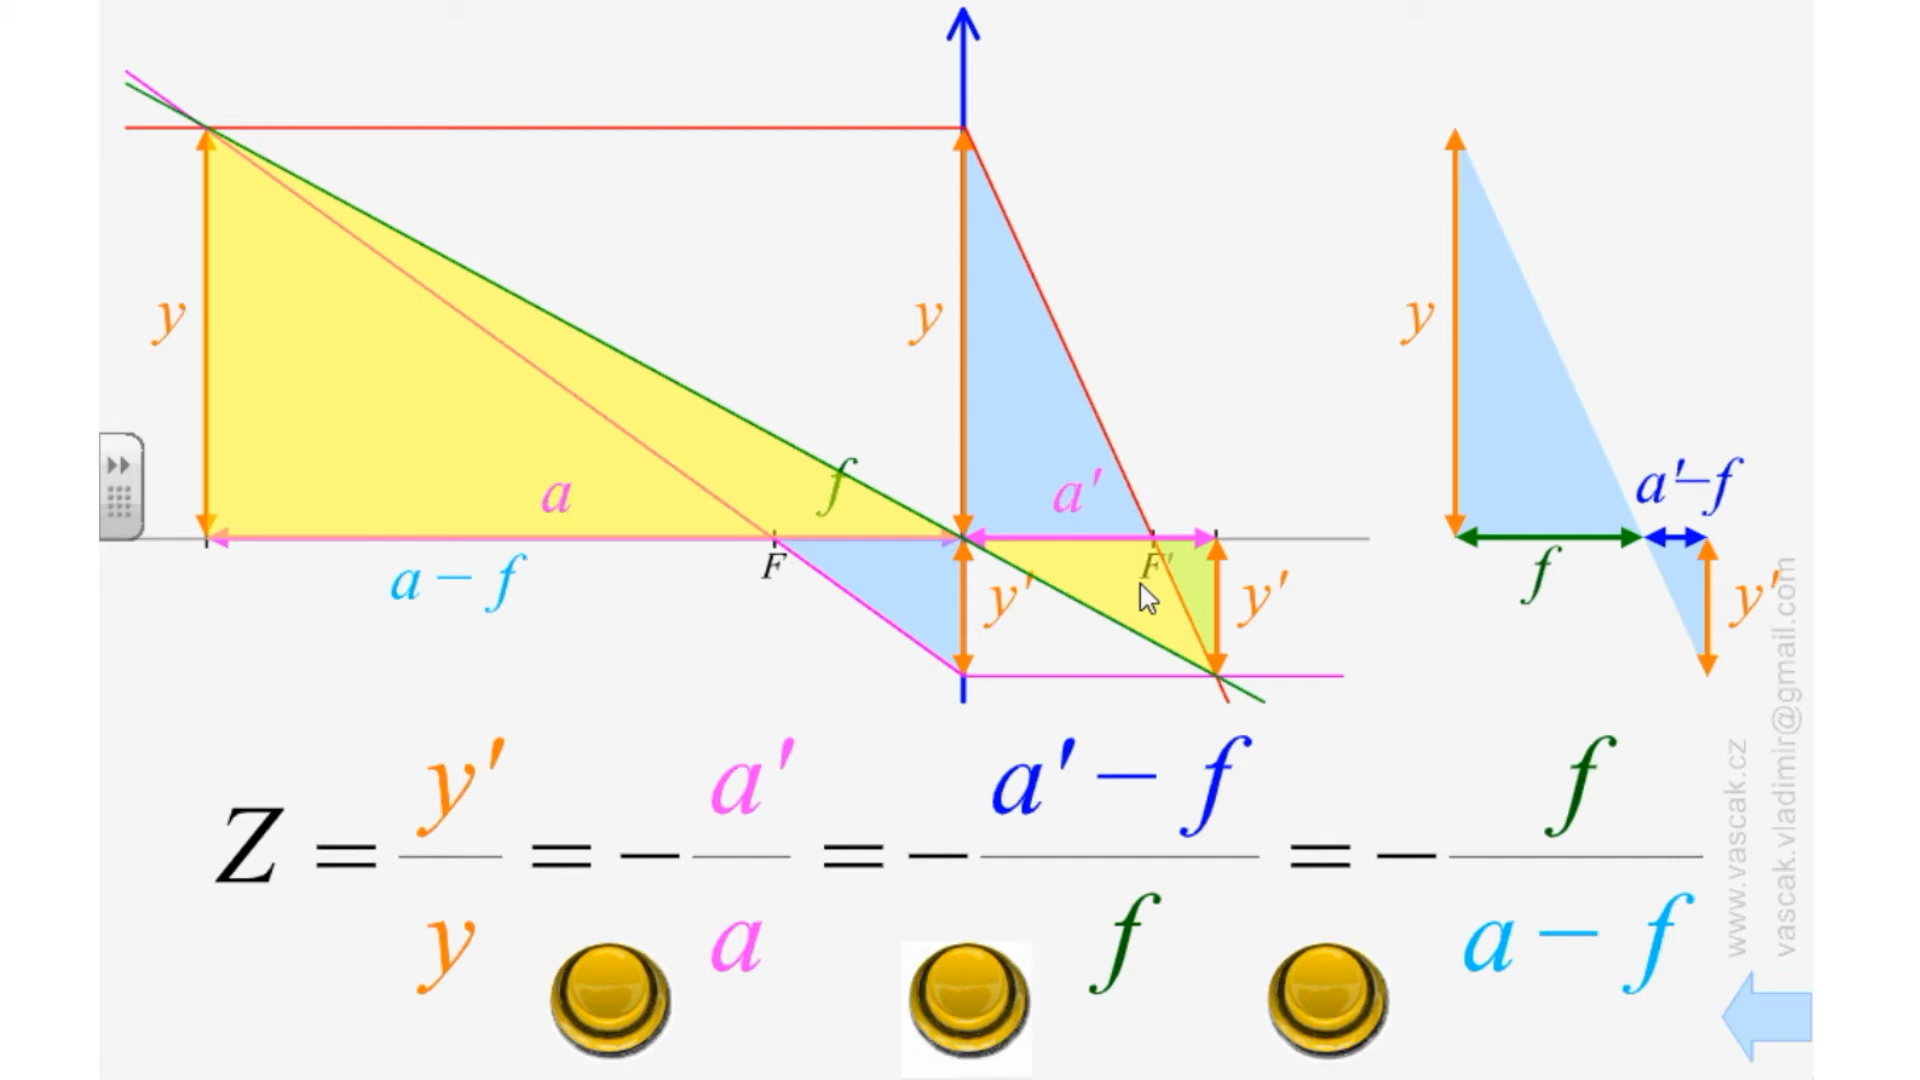 y
y
y
a
f
a'
a'–f
a – f
F
F'
f
y'
y'
y'
Z = y'/y = – a'/a = – (a' – f)/f = – f/(a – f)
www.vascak.cz
vascak.vladimir@gmail.com